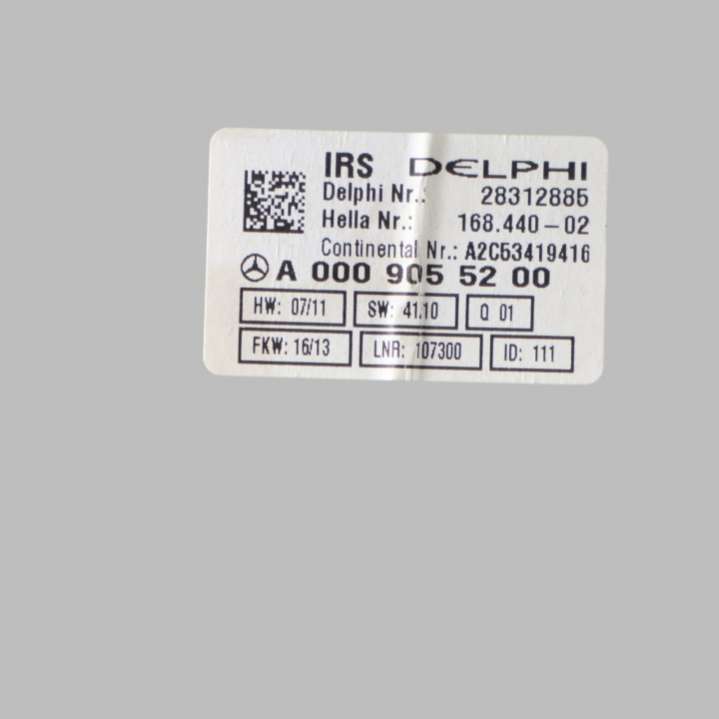 IRS DELPHI
Delphi Nr.: 28312885
Hella Nr.: 168.440-02
Continental Nr.: A2C53419416
A 000 905 52 00
HW: 07/11 SW: 41.10 Q 01
FKW: 16/13 LNR: 107300 ID: 111